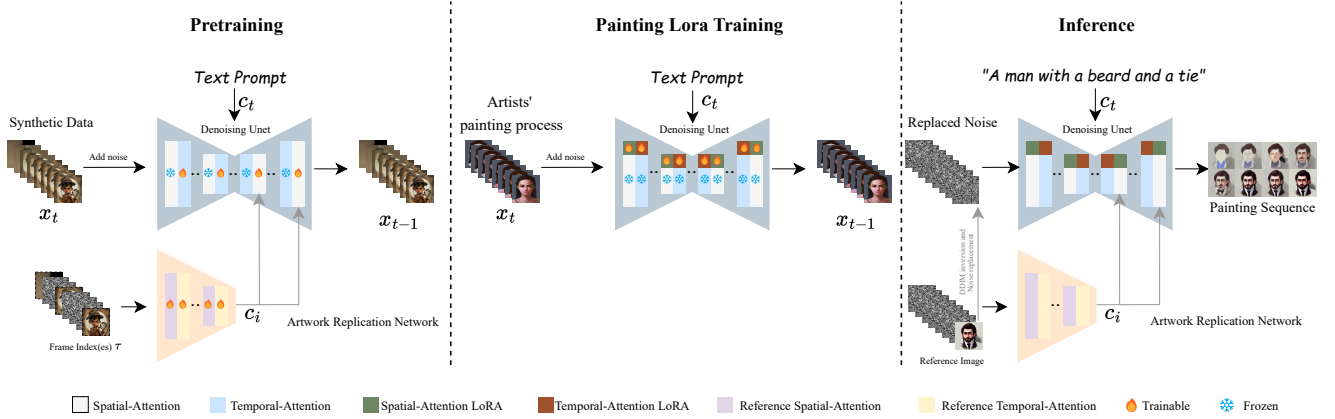 Pretraining
Text Prompt
c_t
Synthetic Data
Denoising Unet
Add noise
x_t
x_{t-1}
c_i
Artwork Replication Network
Frame Index(es) τ
Painting Lora Training
Text Prompt
c_t
Artists'
painting process
Denoising Unet
Add noise
x_t
x_{t-1}
Inference
"A man with a beard and a tie"
c_t
Replaced Noise
Denoising Unet
Painting Sequence
DDIM inversion and
Noise replacement
c_i
Artwork Replication Network
Reference Image
Spatial-Attention
Temporal-Attention
Spatial-Attention LoRA
Temporal-Attention LoRA
Reference Spatial-Attention
Reference Temporal-Attention
Trainable
Frozen